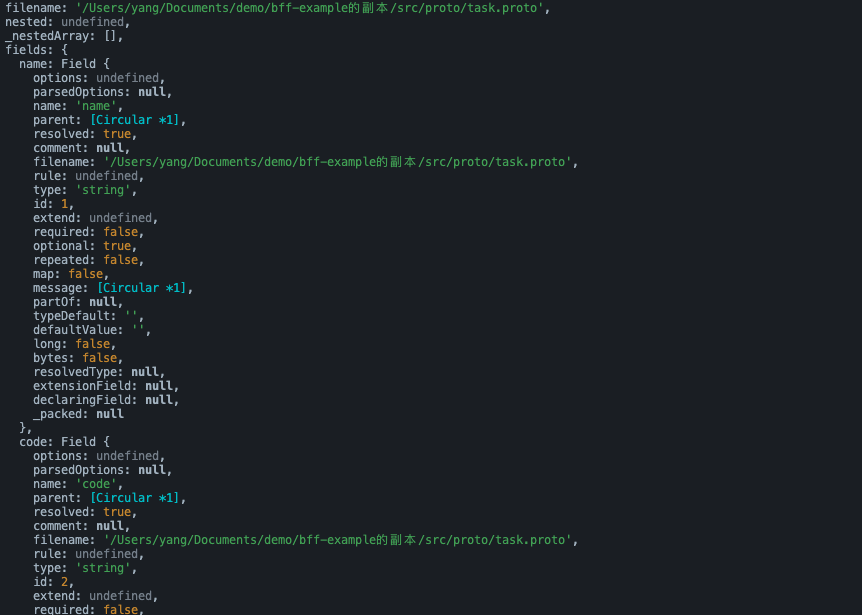 filename: '/Users/yang/Documents/demo/bff-example的副本/src/proto/task.proto',
nested: undefined,
_nestedArray: [],
fields: {
  name: Field {
    options: undefined,
    parsedOptions: null,
    name: 'name',
    parent: [Circular *1],
    resolved: true,
    comment: null,
    filename: '/Users/yang/Documents/demo/bff-example的副本/src/proto/task.proto',
    rule: undefined,
    type: 'string',
    id: 1,
    extend: undefined,
    required: false,
    optional: true,
    repeated: false,
    map: false,
    message: [Circular *1],
    partOf: null,
    typeDefault: '',
    defaultValue: '',
    long: false,
    bytes: false,
    resolvedType: null,
    extensionField: null,
    declaringField: null,
    _packed: null
  },
  code: Field {
    options: undefined,
    parsedOptions: null,
    name: 'code',
    parent: [Circular *1],
    resolved: true,
    comment: null,
    filename: '/Users/yang/Documents/demo/bff-example的副本/src/proto/task.proto',
    rule: undefined,
    type: 'string',
    id: 2,
    extend: undefined,
    required: false,